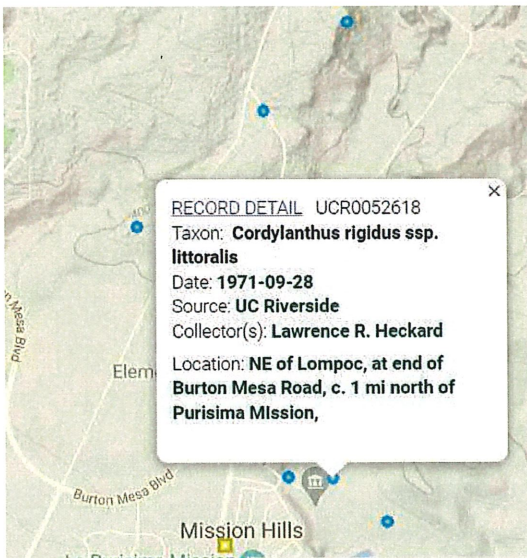 400
RECORD DETAIL UCR0052618
Taxon: Cordylanthus rigidus ssp.
littoralis
Date: 1971-09-28
Source: UC Riverside
Collector(s): Lawrence R. Heckard
Location: NE of Lompoc, at end of
Burton Mesa Road, c. 1 mi north of
Purisima MIssion,
Mesa Blvd
Elem
Burton Mesa Blvd
Mission Hills